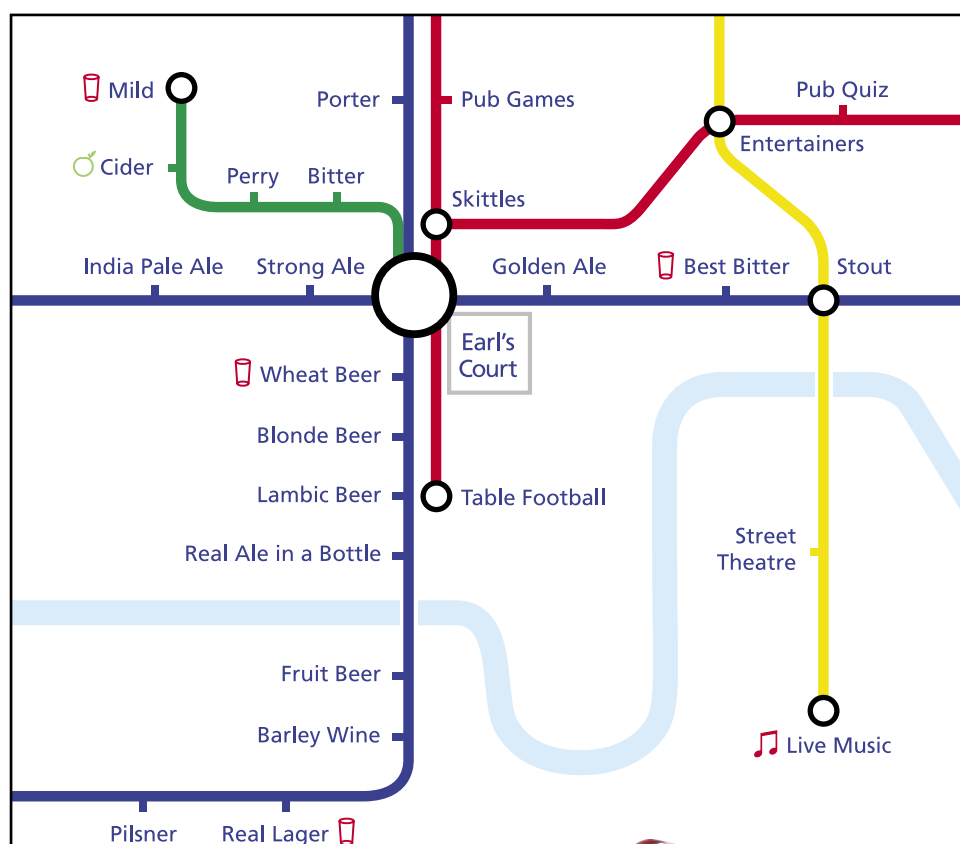 Mild
Porter
Pub Games
Pub Quiz
Entertainers
Cider
Perry
Bitter
Skittles
India Pale Ale
Strong Ale
Golden Ale
Best Bitter
Stout
Earl's
Court
Wheat Beer
Blonde Beer
Lambic Beer
Table Football
Real Ale in a Bottle
Street
Theatre
Fruit Beer
Barley Wine
Live Music
Pilsner
Real Lager